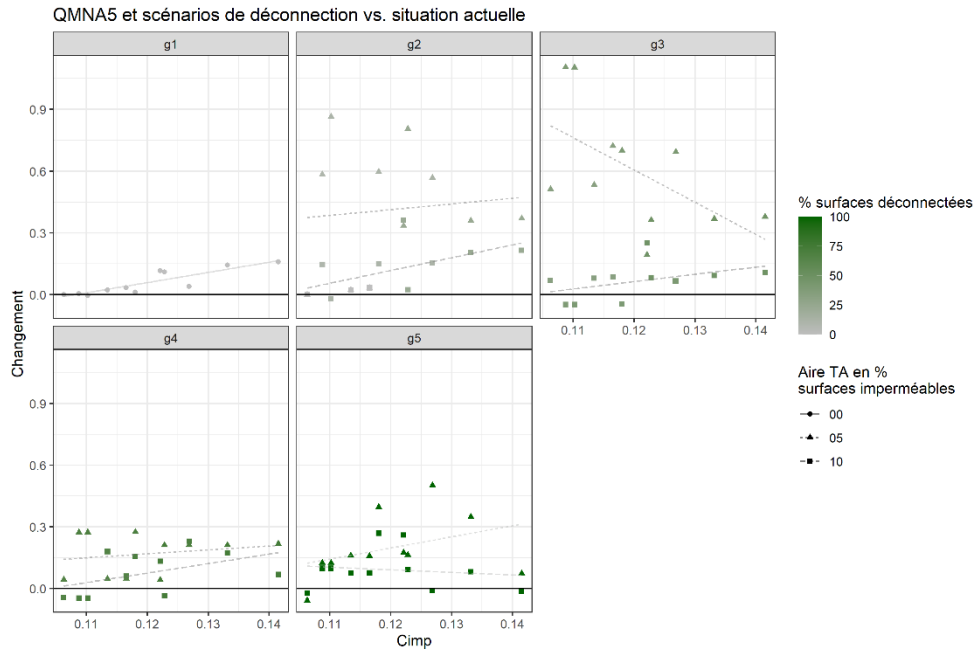 QMNA5 et scénarios de déconnection vs. situation actuelle
g1
g2
g3
0.9
0.6
0.3
0.0
0.11
0.12
0.13
0.14
g4
g5
0.9
0.6
0.3
0.0
0.11
0.12
0.13
0.14
0.11
0.12
0.13
0.14
Changement
Cimp
% surfaces déconnectées
100
75
50
25
0
Aire TA en %
surfaces imperméables
00
05
10